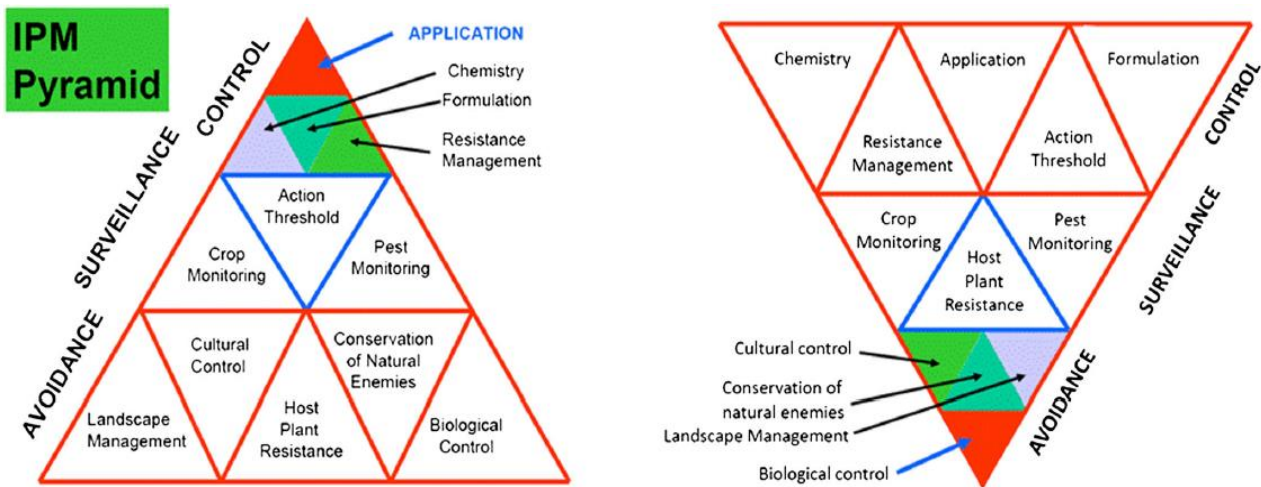 IPM
Pyramid
APPLICATION
Chemistry
Formulation
Resistance
Management
CONTROL
SURVEILLANCE
AVOIDANCE
Action
Threshold
Crop
Monitoring
Pest
Monitoring
Cultural
Control
Conservation
of Natural
Enemies
Landscape
Management
Host
Plant
Resistance
Biological
Control
Chemistry
Application
Formulation
Resistance
Management
Action
Threshold
CONTROL
Crop
Monitoring
Pest
Monitoring
Host
Plant
Resistance
SURVEILLANCE
Cultural control
Conservation of
natural enemies
Landscape Management
Biological control
AVOIDANCE